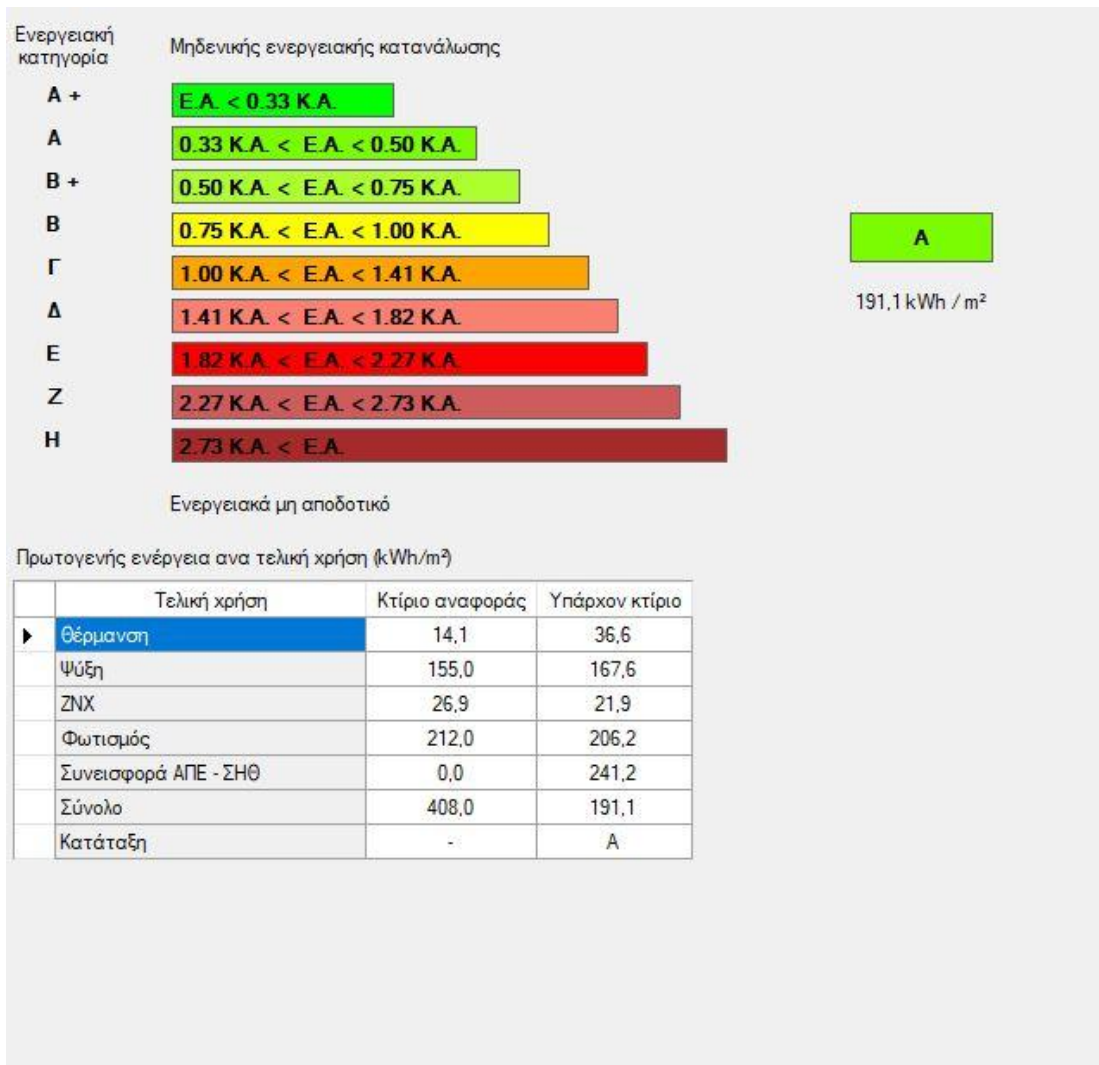 Ενεργειακή
κατηγορία
Μηδενικής ενεργειακής κατανάλωσης
Α + Ε.Α. < 0.33 Κ.Α.
Α 0.33 Κ.Α. < Ε.Α. < 0.50 Κ.Α.
Β + 0.50 Κ.Α. < Ε.Α. < 0.75 Κ.Α.
Β 0.75 Κ.Α. < Ε.Α. < 1.00 Κ.Α.
Α
Γ 1.00 Κ.Α. < Ε.Α. < 1.41 Κ.Α.
191,1 kWh / m²
Δ 1.41 Κ.Α. < Ε.Α. < 1.82 Κ.Α.
Ε 1.82 Κ.Α. < Ε.Α. < 2.27 Κ.Α.
Ζ 2.27 Κ.Α. < Ε.Α. < 2.73 Κ.Α.
Η 2.73 Κ.Α. < Ε.Α.
Ενεργειακά μη αποδοτικό
Πρωτογενής ενέργεια ανα τελική χρήση (kWh/m²)
Τελική χρήση Κτίριο αναφοράς Υπάρχον κτίριο
Θέρμανση 14,1 36,6
Ψύξη 155,0 167,6
ΖΝΧ 26,9 21,9
Φωτισμός 212,0 206,2
Συνεισφορά ΑΠΕ - ΣΗΘ 0,0 241,2
Σύνολο 408,0 191,1
Κατάταξη - Α